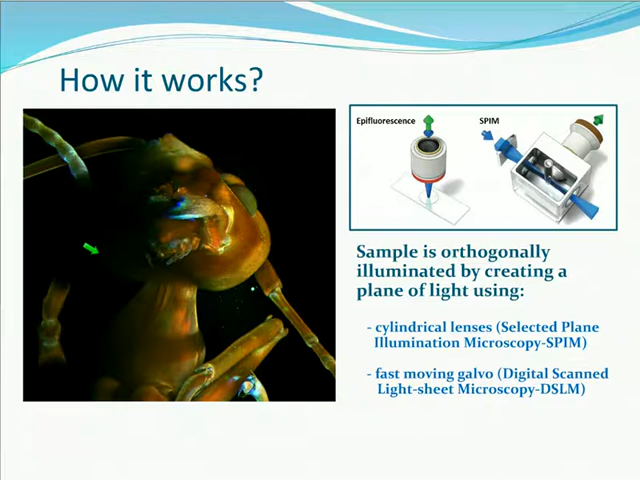 How it works?
Epifluorescence
SPIM
Sample is orthogonally
illuminated by creating a
plane of light using:
- cylindrical lenses (Selected Plane
Illumination Microscopy-SPIM)
- fast moving galvo (Digital Scanned
Light-sheet Microscopy-DSLM)